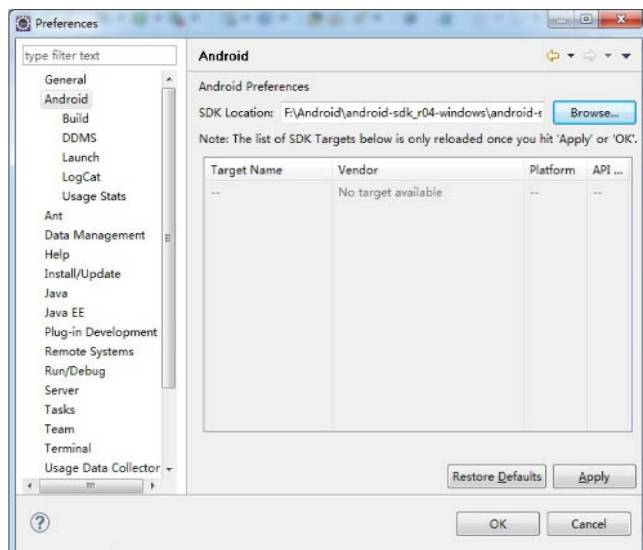 Preferences
type filter text
General
Android
Build
DDMS
Launch
LogCat
Usage Stats
Ant
Data Management
Help
Install/Update
Java
Java EE
Plug-in Development
Remote Systems
Run/Debug
Server
Tasks
Team
Terminal
Usage Data Collector
Android
Android Preferences
SDK Location: F:\Android\android-sdk_r04-windows\android-s Browse...
Note: The list of SDK Targets below is only reloaded once you hit 'Apply' or 'OK'.
Target Name Vendor Platform API ...
-- No target available -- --
Restore Defaults Apply
OK Cancel